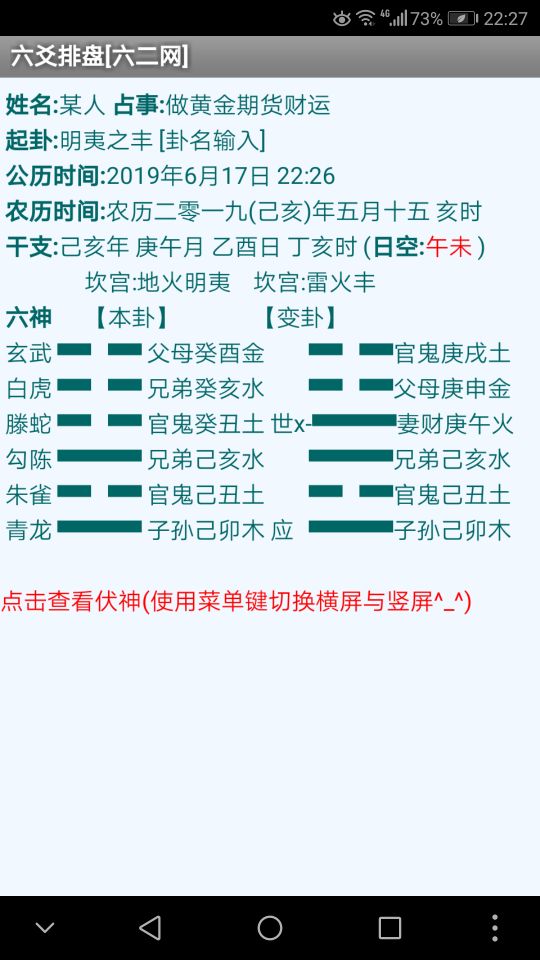 4G 73% 22:27
六爻排盘[六二网]
姓名:某人 占事:做黄金期货财运
起卦:明夷之丰 [卦名输入]
公历时间:2019年6月17日 22:26
农历时间:农历二零一九(己亥)年五月十五 亥时
干支:己亥年 庚午月 乙酉日 丁亥时 (日空:午未 )
坎宫:地火明夷 坎宫:雷火丰
六神 【本卦】 【变卦】
玄武 父母癸酉金 官鬼庚戌土
白虎 兄弟癸亥水 父母庚申金
滕蛇 官鬼癸丑土 世x- 妻财庚午火
勾陈 兄弟己亥水 兄弟己亥水
朱雀 官鬼己丑土 官鬼己丑土
青龙 子孙己卯木 应 子孙己卯木
点击查看伏神(使用菜单键切换横屏与竖屏^_^)